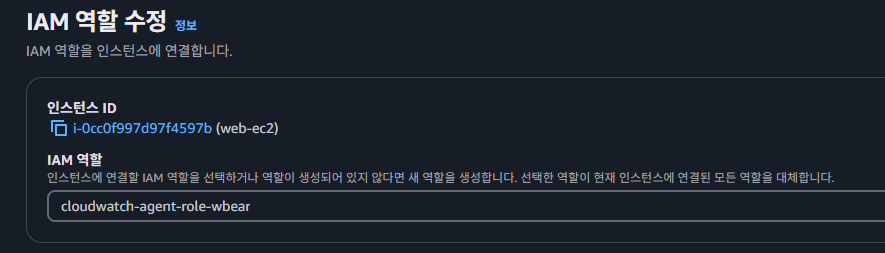 IAM 역할 수정 정보
IAM 역할을 인스턴스에 연결합니다.
인스턴스 ID
i-0cc0f997d97f4597b (web-ec2)
IAM 역할
인스턴스에 연결할 IAM 역할을 선택하거나 역할이 생성되어 있지 않다면 새 역할을 생성합니다. 선택한 역할이 현재 인스턴스에 연결된 모든 역할을 대체합니다.
cloudwatch-agent-role-wbear